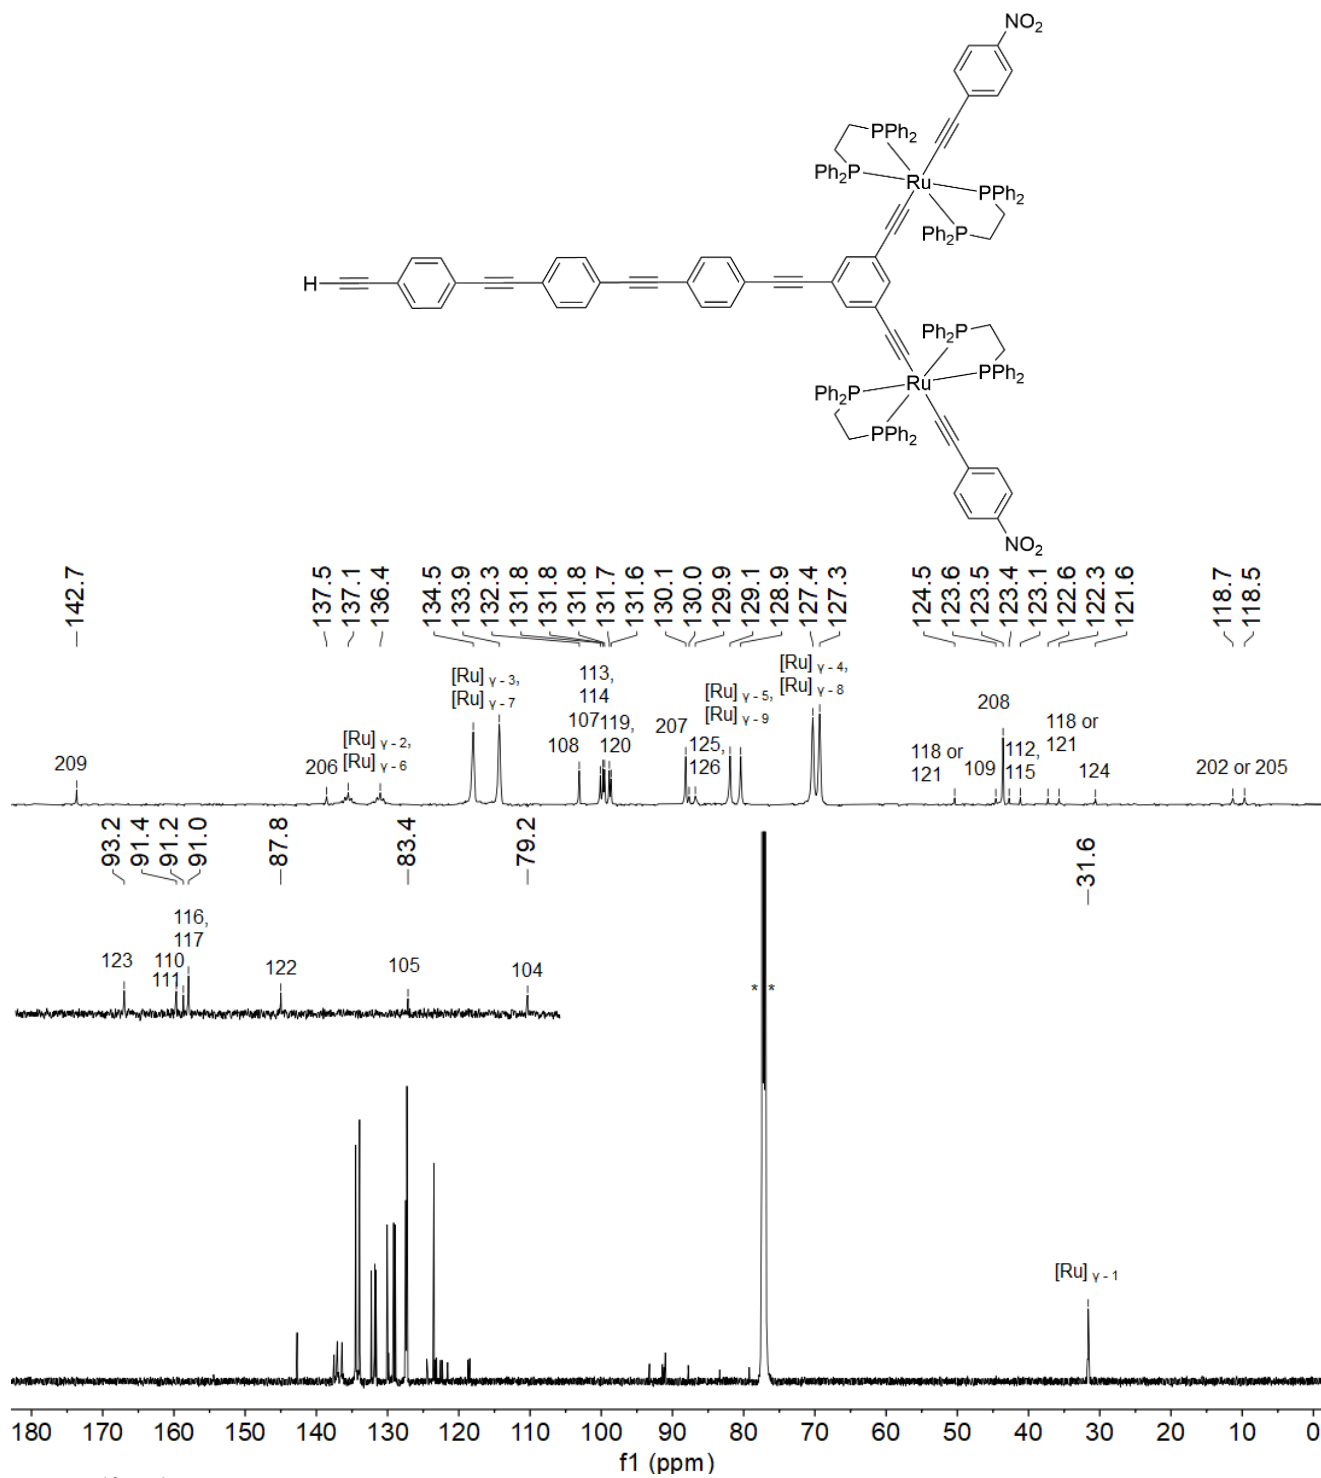 NO2
PPh2
Ph2P
Ru
PPh2
Ph2P
PPh2
H
Ph2P
PPh2
Ph2P
PPh2
Ru
Ph2P
PPh2
NO2
142.7
137.5
137.1
136.4
134.5
133.9
132.3
131.8
131.8
131.8
131.7
131.6
130.1
130.0
129.9
129.1
128.9
127.4
127.3
124.5
123.6
123.5
123.4
123.1
122.6
122.3
121.6
118.7
118.5
209
206
[Ru] γ - 2,
[Ru] γ - 6
[Ru] γ - 3,
[Ru] γ - 7
108
113,
114
107
119,
120
207
125,
126
[Ru] γ - 5,
[Ru] γ - 9
[Ru] γ - 4,
[Ru] γ - 8
118 or
121
109
208
112,
115
118 or
121
124
202 or 205
93.2
91.4
91.2
91.0
87.8
83.4
79.2
31.6
123
110
111
116,
117
122
105
104
* *
[Ru] γ - 1
180 170 160 150 140 130 120 110 100 90 80 70 60 50 40 30 20 10 0
f1 (ppm)